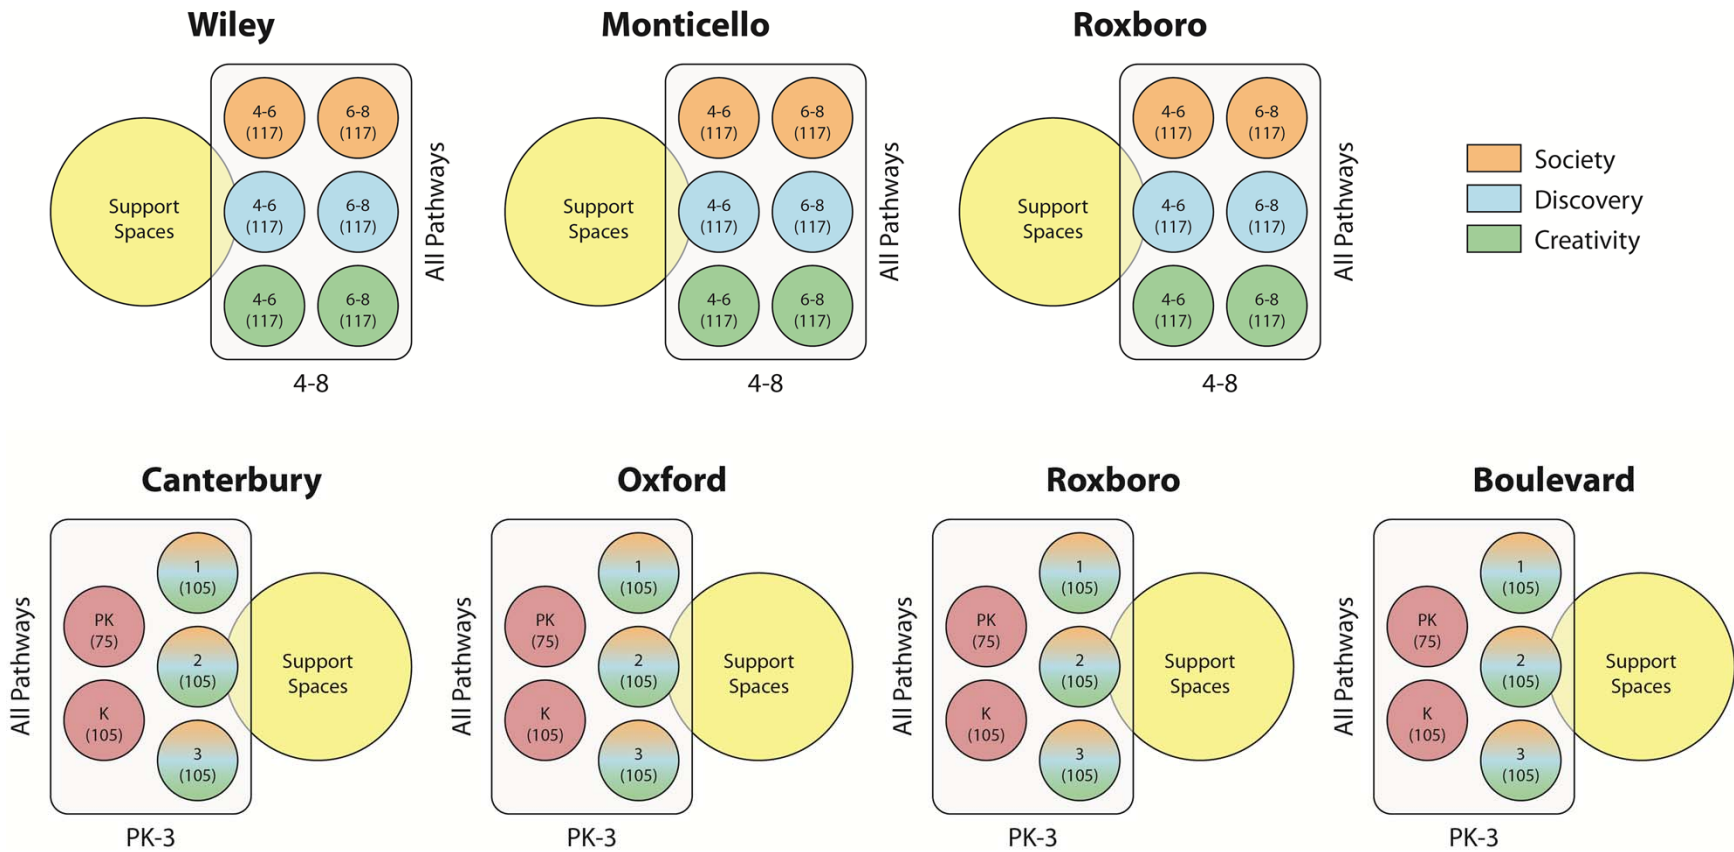 Wiley
Monticello
Roxboro
4-6
(117)
6-8
(117)
4-6
(117)
6-8
(117)
4-6
(117)
6-8
(117)
Support
Spaces
All Pathways
4-8
4-6
(117)
6-8
(117)
4-6
(117)
6-8
(117)
4-6
(117)
6-8
(117)
Support
Spaces
All Pathways
4-8
4-6
(117)
6-8
(117)
4-6
(117)
6-8
(117)
4-6
(117)
6-8
(117)
Support
Spaces
All Pathways
4-8
Society
Discovery
Creativity
Canterbury
Oxford
Roxboro
Boulevard
All Pathways
PK
(75)
K
(105)
1
(105)
2
(105)
3
(105)
Support
Spaces
PK-3
All Pathways
PK
(75)
K
(105)
1
(105)
2
(105)
3
(105)
Support
Spaces
PK-3
All Pathways
PK
(75)
K
(105)
1
(105)
2
(105)
3
(105)
Support
Spaces
PK-3
All Pathways
PK
(75)
K
(105)
1
(105)
2
(105)
3
(105)
Support
Spaces
PK-3